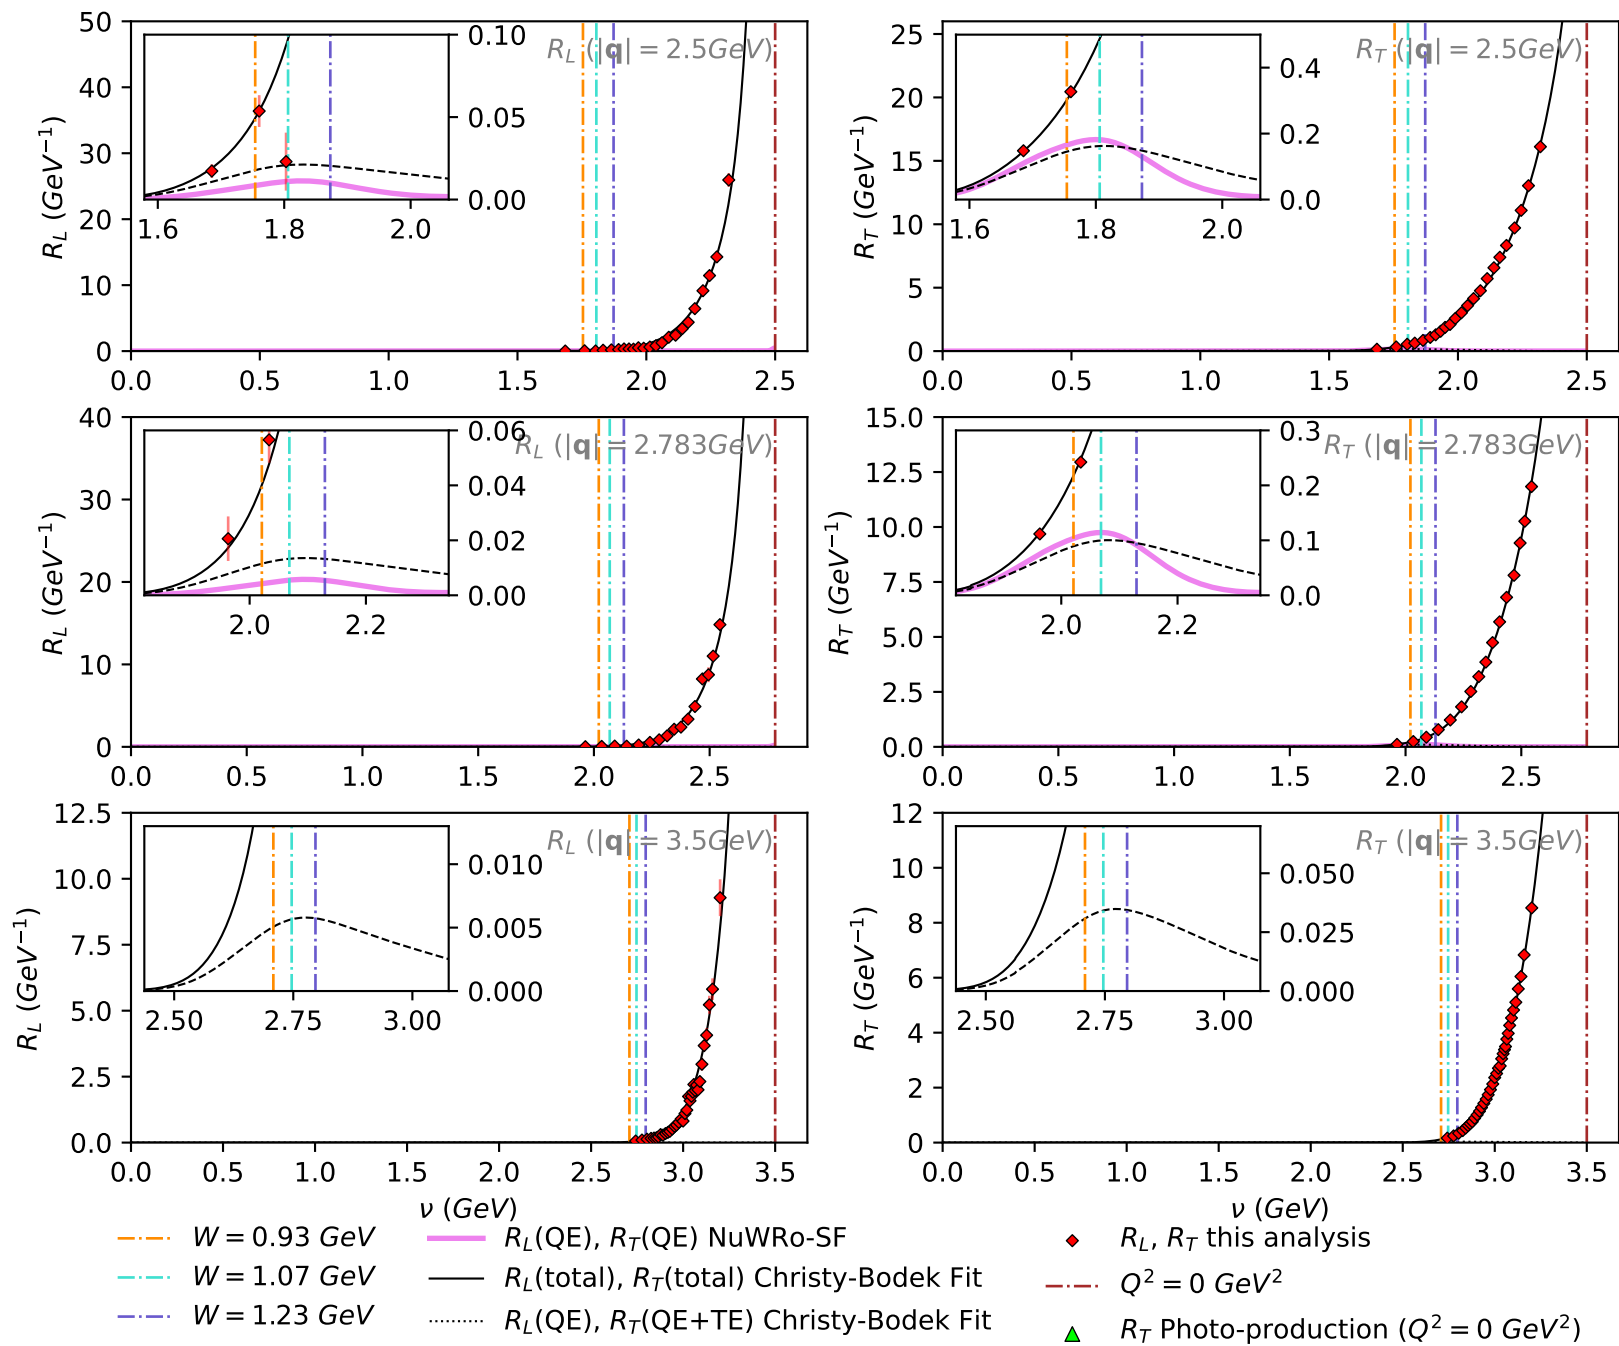 50
40
30
20
10
0
R_L (GeV⁻¹)
0.0 0.5 1.0 1.5 2.0 2.5
R_L (|q| = 2.5GeV)
0.10
0.05
0.00
1.6 1.8 2.0
25
20
15
10
5
0
R_T (GeV⁻¹)
0.0 0.5 1.0 1.5 2.0 2.5
R_T (|q| = 2.5GeV)
0.4
0.2
0.0
1.6 1.8 2.0
40
30
20
10
0
R_L (GeV⁻¹)
0.0 0.5 1.0 1.5 2.0 2.5
R_L (|q| = 2.783GeV)
0.06
0.04
0.02
0.00
2.0 2.2
15.0
12.5
10.0
7.5
5.0
2.5
0.0
R_T (GeV⁻¹)
0.0 0.5 1.0 1.5 2.0 2.5
R_T (|q| = 2.783GeV)
0.3
0.2
0.1
0.0
2.0 2.2
12.5
10.0
7.5
5.0
2.5
0.0
R_L (GeV⁻¹)
0.0 0.5 1.0 1.5 2.0 2.5 3.0 3.5
ν (GeV)
R_L (|q| = 3.5GeV)
0.010
0.005
0.000
2.50 2.75 3.00
12
10
8
6
4
2
0
R_T (GeV⁻¹)
0.0 0.5 1.0 1.5 2.0 2.5 3.0 3.5
ν (GeV)
R_T (|q| = 3.5GeV)
0.050
0.025
0.000
2.50 2.75 3.00
W = 0.93 GeV
W = 1.07 GeV
W = 1.23 GeV
R_L(QE), R_T(QE) NuWRo-SF
R_L(total), R_T(total) Christy-Bodek Fit
R_L(QE), R_T(QE+TE) Christy-Bodek Fit
R_L, R_T this analysis
Q² = 0 GeV²
R_T Photo-production (Q² = 0 GeV²)